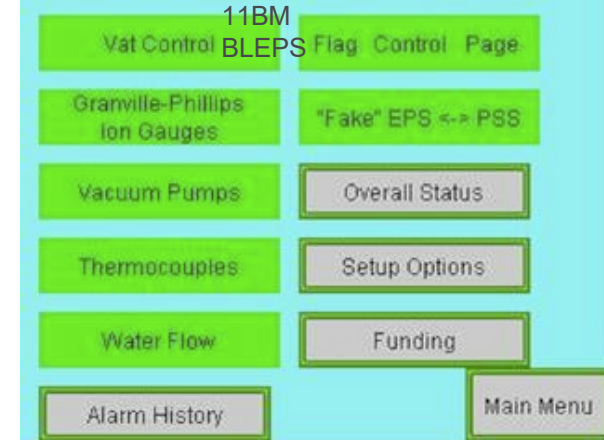 11BM
BLEPS
Vat Control
Flag Control Page
Granville-Phillips
Ion Gauges
"Fake" EPS <-> PSS
Vacuum Pumps
Overall Status
Thermocouples
Setup Options
Water Flow
Funding
Alarm History
Main Menu